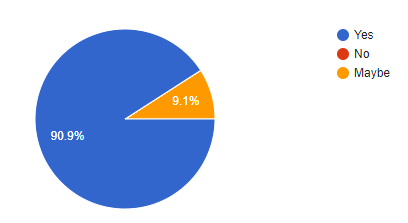 Yes
No
Maybe
9.1%
90.9%